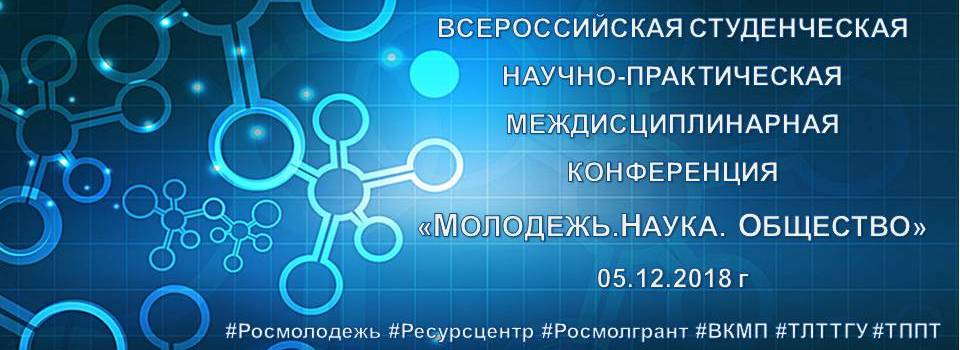 ВСЕРОССИЙСКАЯ СТУДЕНЧЕСКАЯ
НАУЧНО-ПРАКТИЧЕСКАЯ
МЕЖДИСЦИПЛИНАРНАЯ
КОНФЕРЕНЦИЯ
«МОЛОДЕЖЬ.НАУКА. ОБЩЕСТВО»
05.12.2018 г
#Росмолодежь #Ресурсцентр #Росмолгрант #ВКМП #ТЛТТГУ #ТППТ